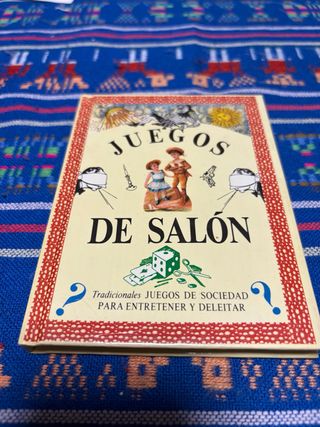 JUEGOS
DE SALÓN
Tradicionales JUEGOS DE SOCIEDAD
PARA ENTRETENER Y DELEITAR
? ?